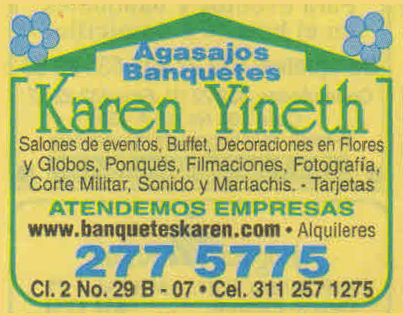 Agasajos
Banquetes
Karen Yineth
Salones de eventos, Buffet, Decoraciones en Flores
y Globos, Ponqués, Filmaciones, Fotografía,
Corte Militar, Sonido y Mariachis. - Tarjetas
ATENDEMOS EMPRESAS
www.banqueteskaren.com • Alquileres
277 5775
Cl. 2 No. 29 B - 07 • Cel. 311 257 1275